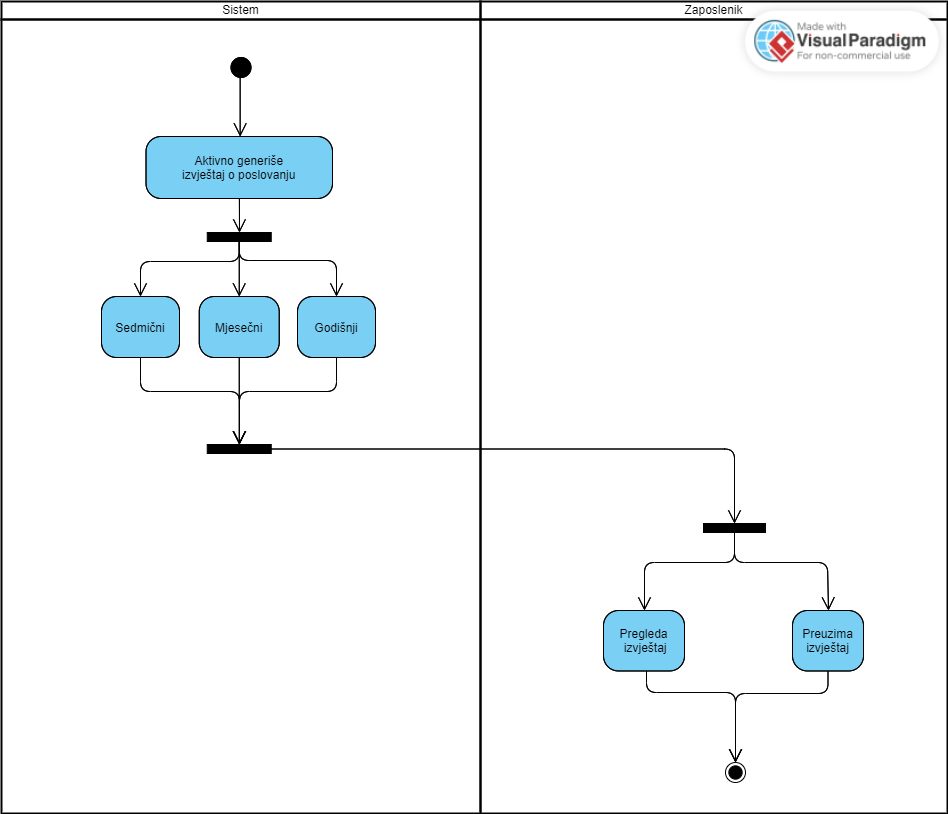 Sistem
Zaposlenik
Made with
Visual Paradigm
For non-commercial use
Aktivno generiše
izvještaj o poslovanju
Sedmični
Mjesečni
Godišnji
Pregleda
izvještaj
Preuzima
izvještaj